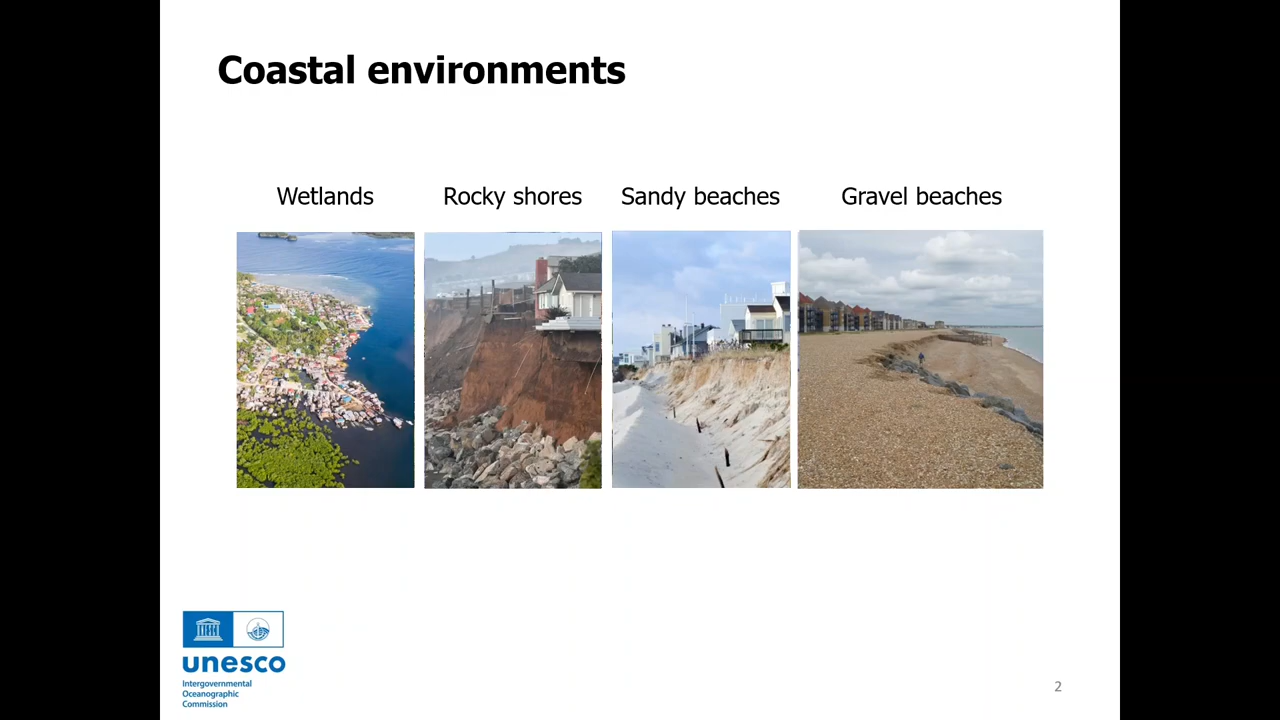 Coastal environments
Wetlands
Rocky shores
Sandy beaches
Gravel beaches
unesco
Intergovernmental
Oceanographic
Commission
2